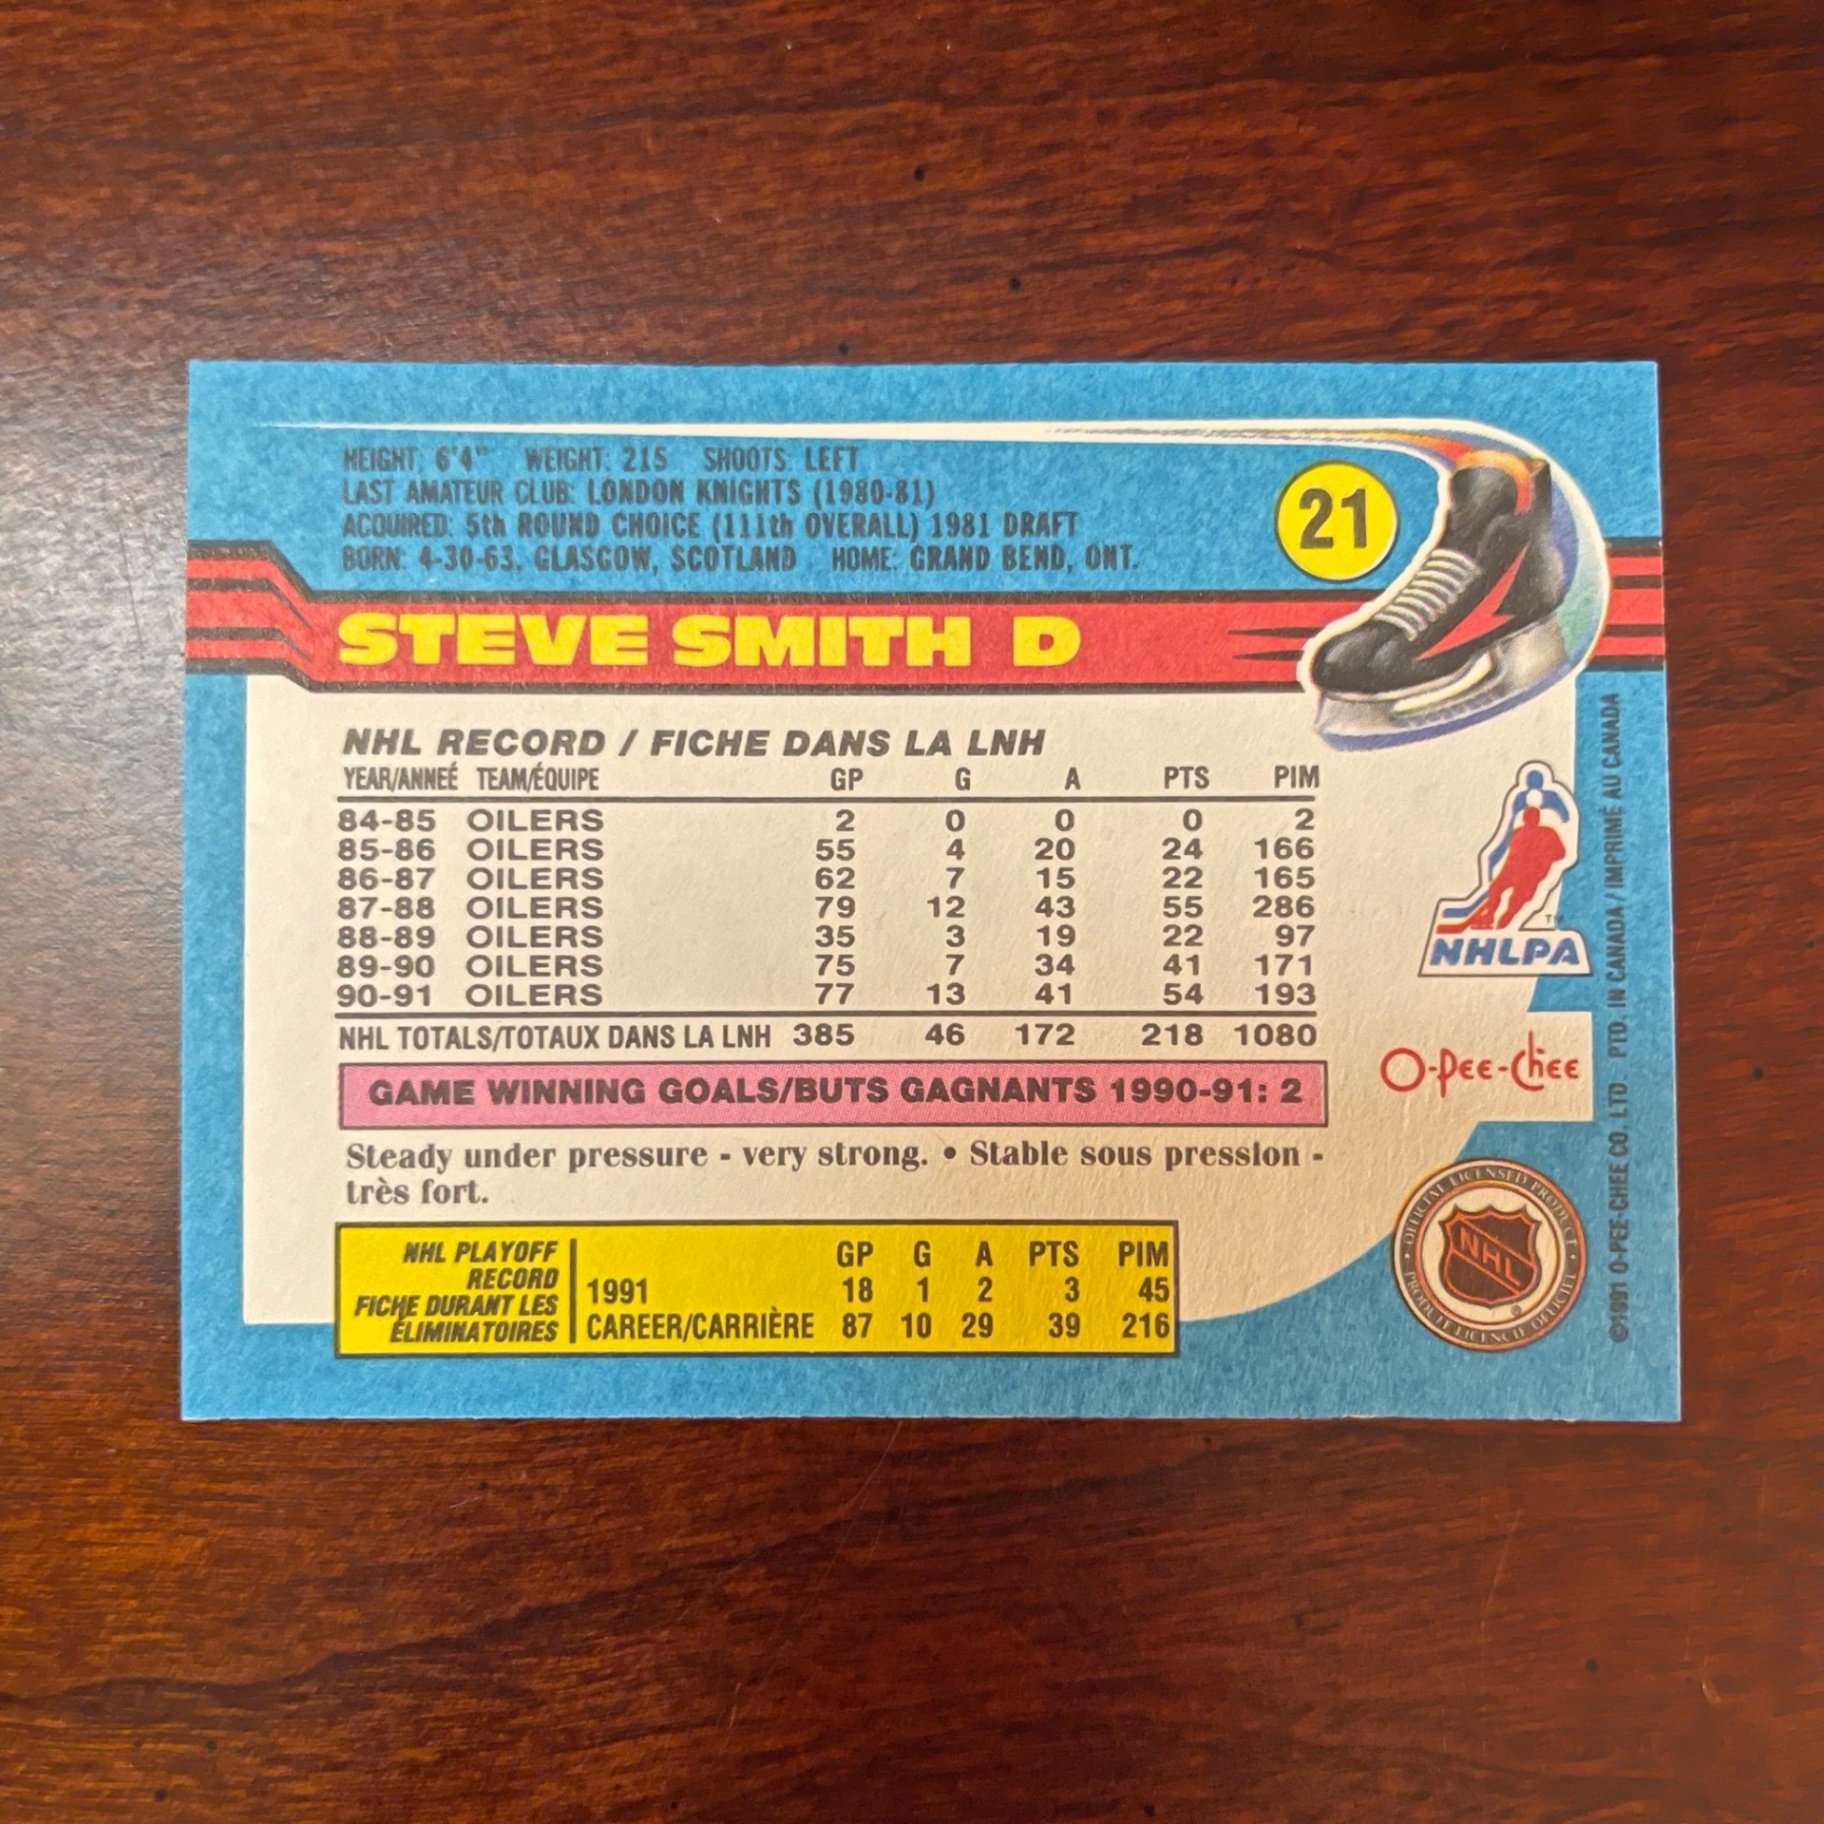 HEIGHT: 6'4" WEIGHT: 215 SHOOTS: LEFT
LAST AMATEUR CLUB: LONDON KNIGHTS (1980-81)
ACQUIRED: 5th ROUND CHOICE (111th OVERALL) 1981 DRAFT
BORN: 4-30-63, GLASGOW, SCOTLAND HOME: GRAND BEND, ONT.
21
STEVE SMITH D
NHL RECORD / FICHE DANS LA LNH
YEAR/ANNEÉ TEAM/ÉQUIPE GP G A PTS PIM
84-85 OILERS 2 0 0 0 2
85-86 OILERS 55 4 20 24 166
86-87 OILERS 62 7 15 22 165
87-88 OILERS 79 12 43 55 286
88-89 OILERS 35 3 19 22 97
89-90 OILERS 75 7 34 41 171
90-91 OILERS 77 13 41 54 193
NHL TOTALS/TOTAUX DANS LA LNH 385 46 172 218 1080
GAME WINNING GOALS/BUTS GAGNANTS 1990-91: 2
Steady under pressure - very strong. • Stable sous pression -
très fort.
NHL PLAYOFF
RECORD
FICHE DURANT LES
ÉLIMINATOIRES
GP G A PTS PIM
1991 18 1 2 3 45
CAREER/CARRIÈRE 87 10 29 39 216
TM
NHLPA
O-Pee-Chee
OFFICIAL LICENSED PRODUCT
NHL
PRODUIT LICENCIÉ OFFICIEL
©1991 O-PEE-CHEE CO. LTD. PTD. IN CANADA / IMPRIMÉ AU CANADA